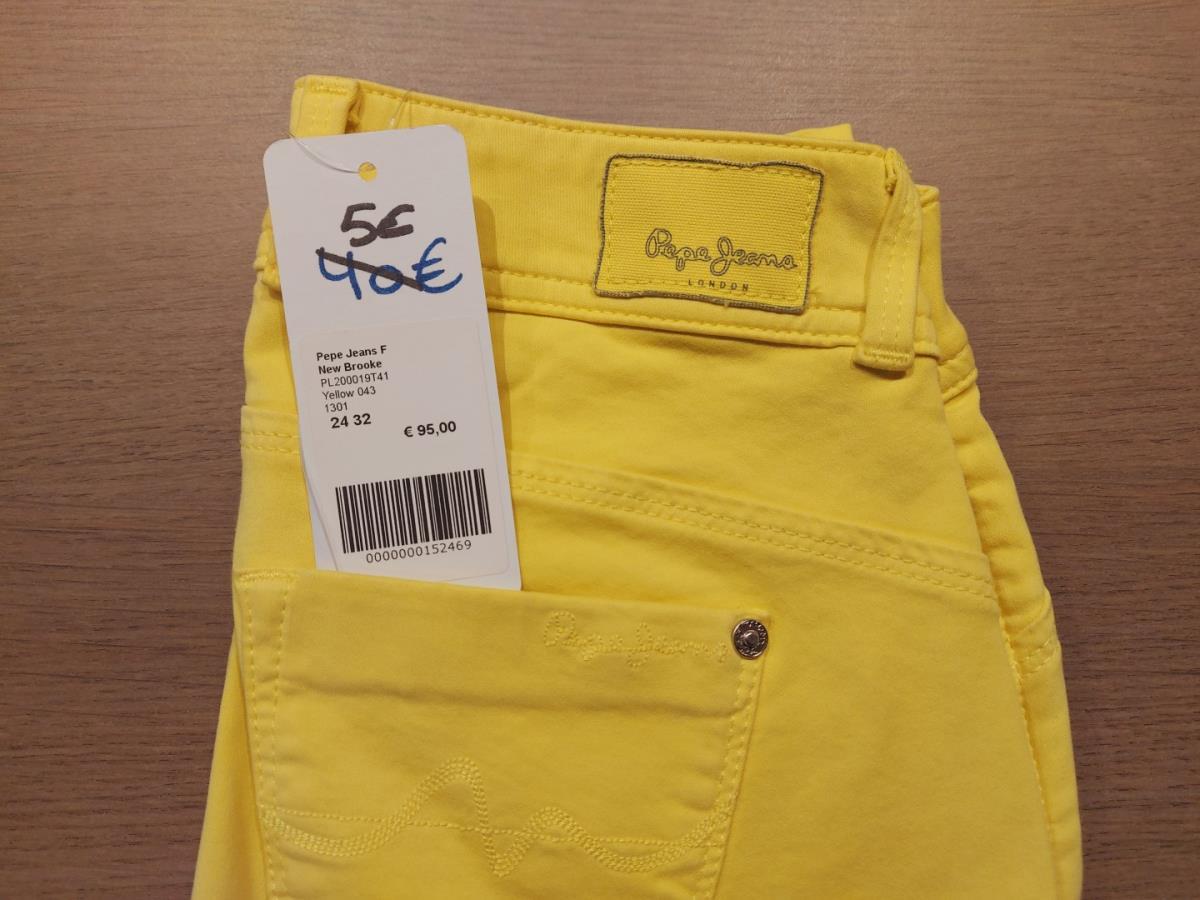 5€
40€
Pepe Jeans F
New Brooke
PL200019T41
Yellow 043
1301
24 32
€ 95,00
0000000152469
Pepe Jeans
LONDON
Pepe Jeans